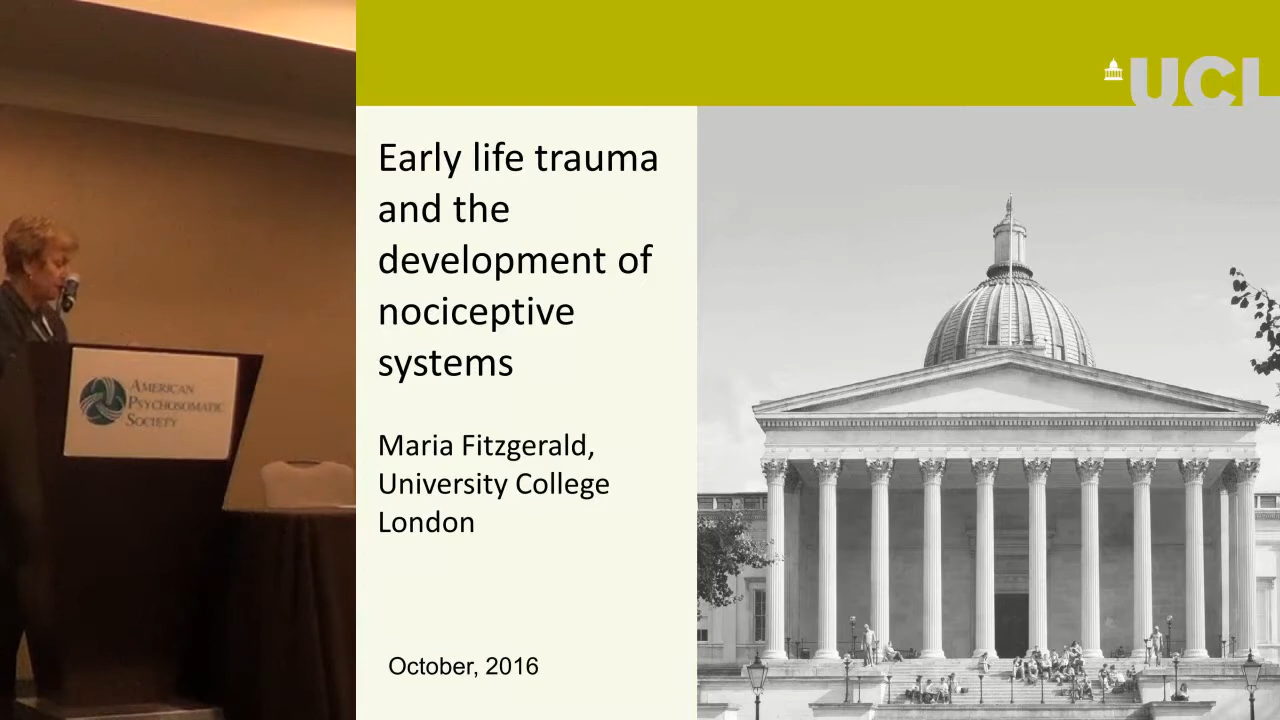 UCL
Early life trauma
and the
development of
nociceptive
systems
Maria Fitzgerald,
University College
London
October, 2016
AMERICAN
PSYCHOSOMATIC
SOCIETY